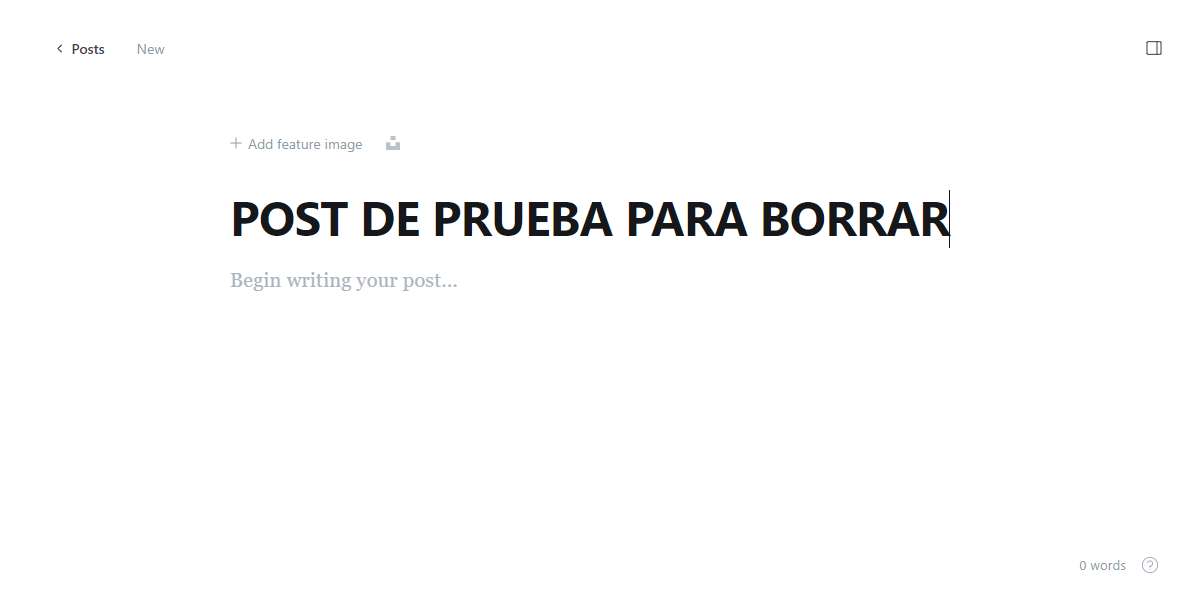 Posts New
Add feature image
POST DE PRUEBA PARA BORRAR
Begin writing your post...
0 words ?